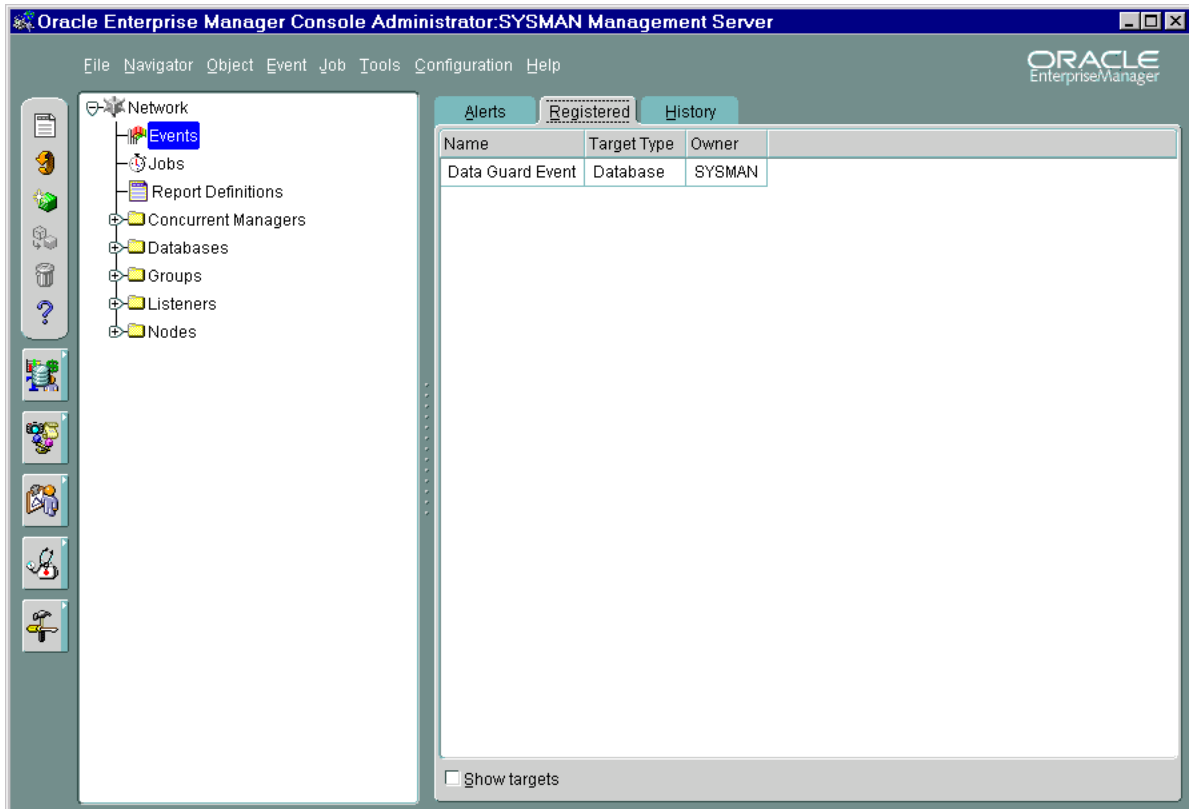 Oracle Enterprise Manager Console Administrator:SYSMAN Management Server
File Navigator Object Event Job Tools Configuration Help
ORACLE
EnterpriseManager
Network
Events
Jobs
Report Definitions
Concurrent Managers
Databases
Groups
Listeners
Nodes
Alerts Registered History
Name Target Type Owner
Data Guard Event Database SYSMAN
Show targets